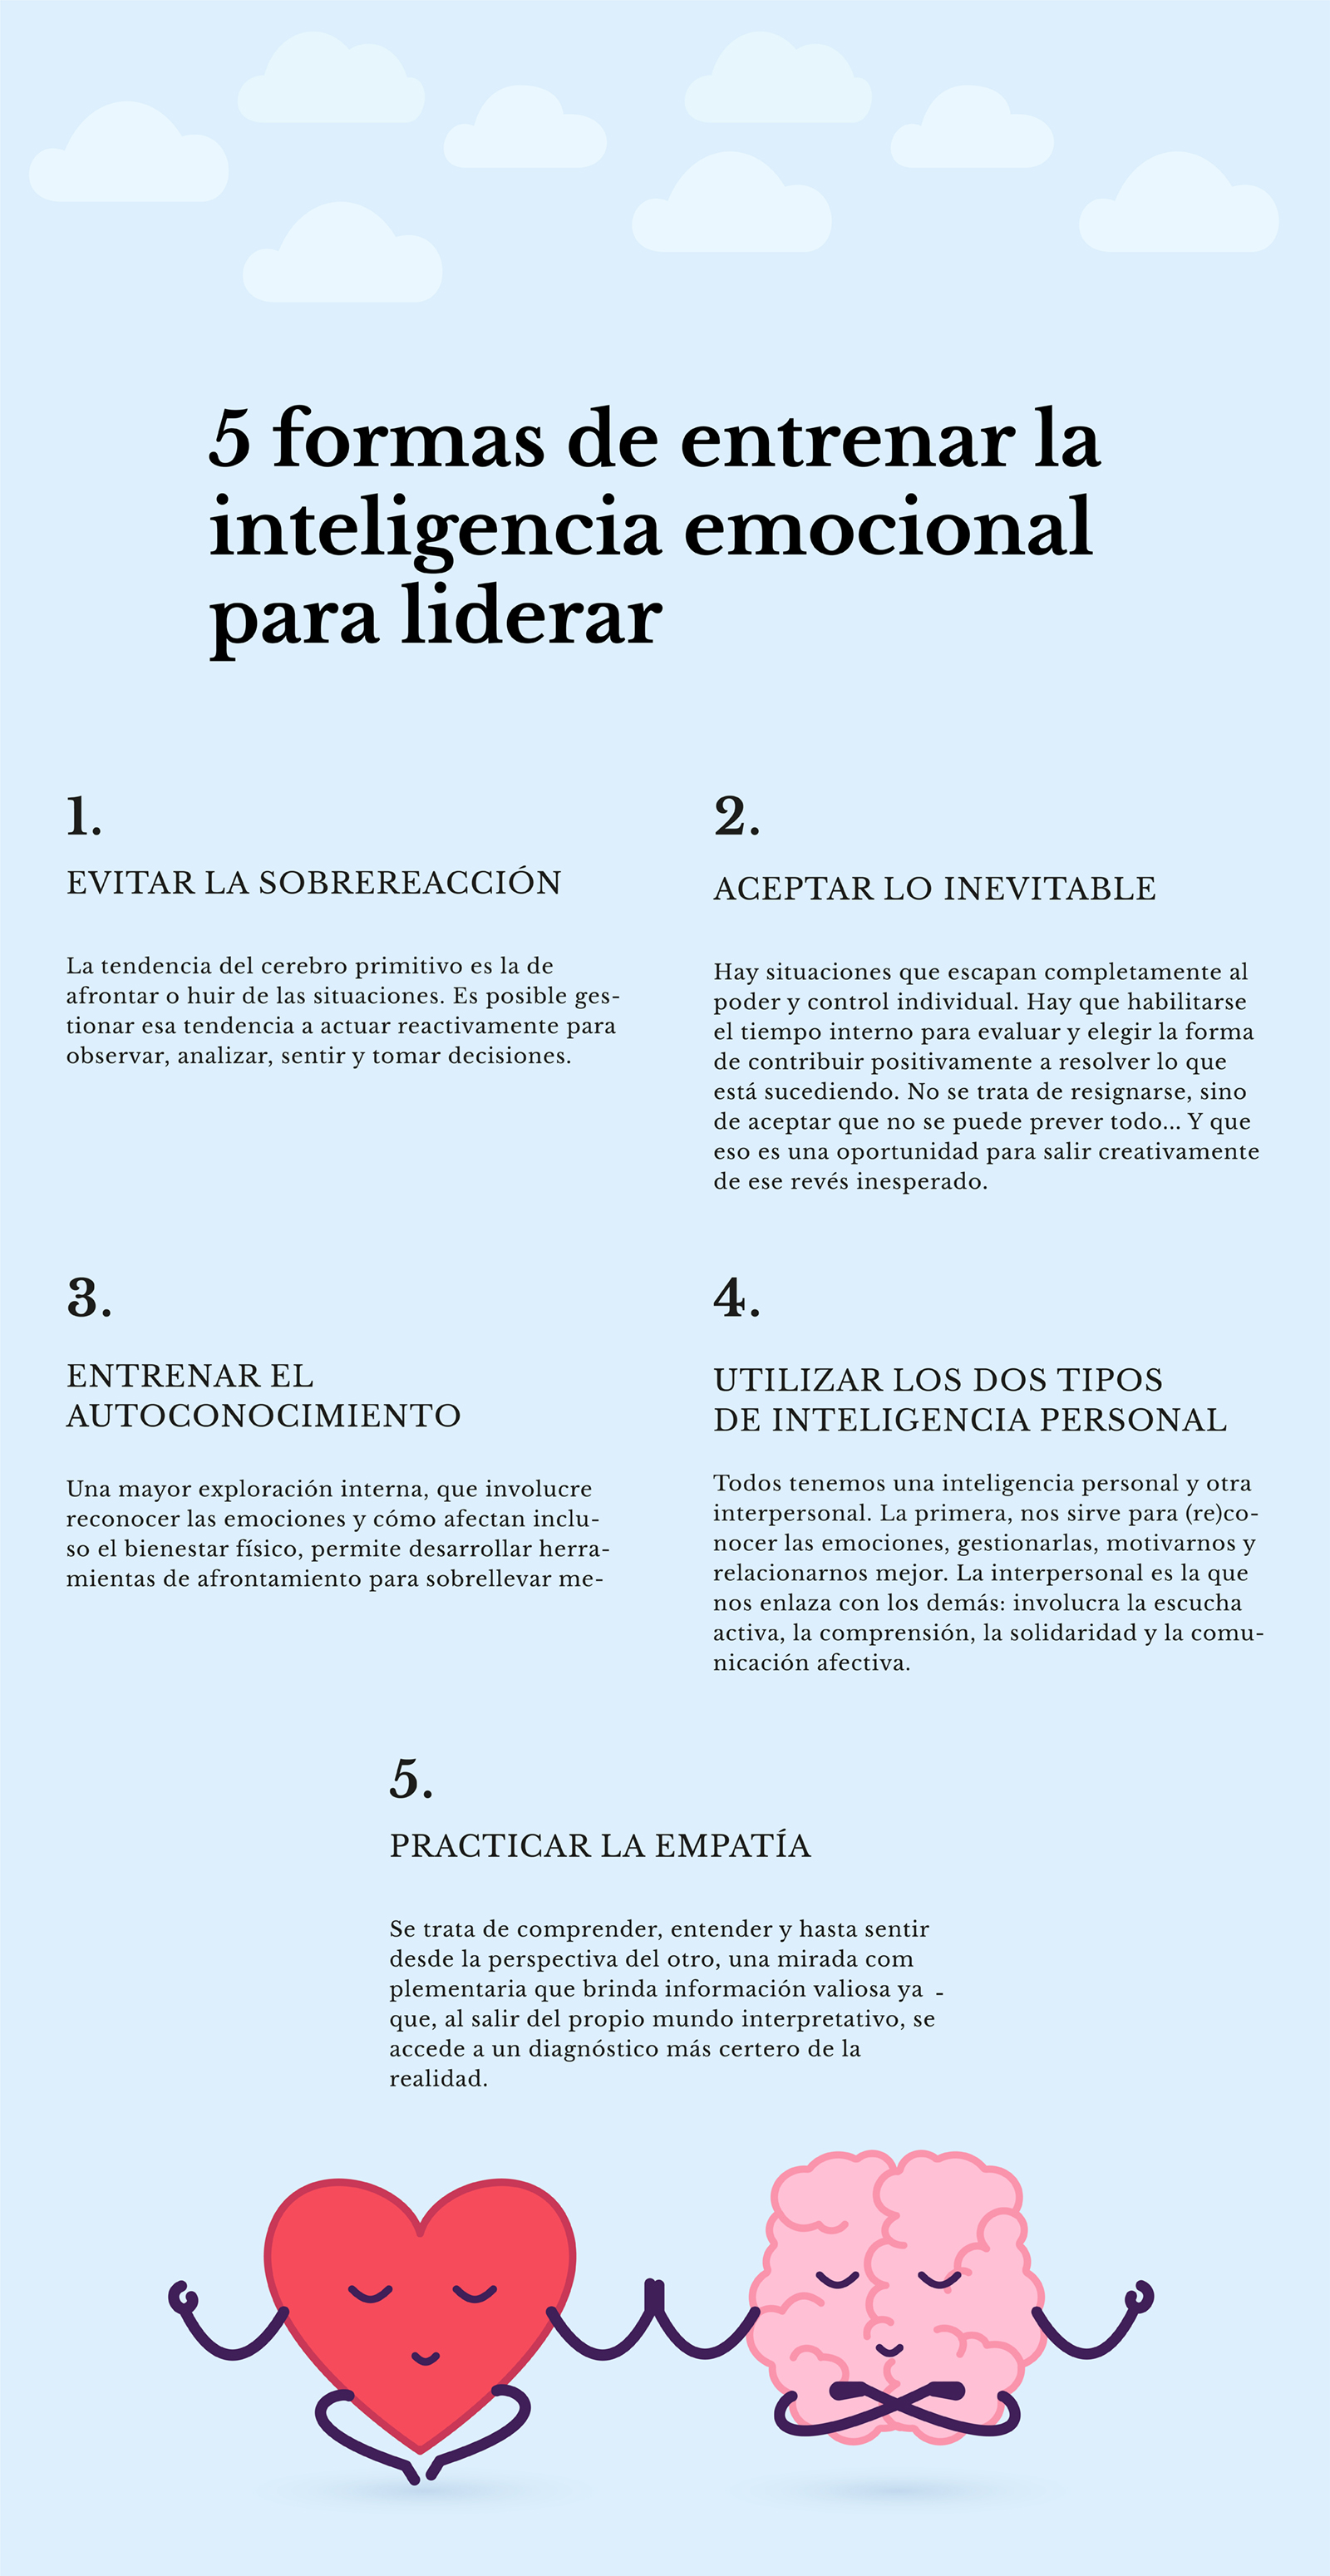 5 formas de entrenar la
inteligencia emocional
para liderar
1.
EVITAR LA SOBREREACCIÓN
La tendencia del cerebro primitivo es la de
afrontar o huir de las situaciones. Es posible ges-
tionar esa tendencia a actuar reactivamente para
observar, analizar, sentir y tomar decisiones.
2.
ACEPTAR LO INEVITABLE
Hay situaciones que escapan completamente al
poder y control individual. Hay que habilitarse
el tiempo interno para evaluar y elegir la forma
de contribuir positivamente a resolver lo que
está sucediendo. No se trata de resignarse, sino
de aceptar que no se puede prever todo... Y que
eso es una oportunidad para salir creativamente
de ese revés inesperado.
3.
ENTRENAR EL
AUTOCONOCIMIENTO
Una mayor exploración interna, que involucre
reconocer las emociones y cómo afectan inclu-
so el bienestar físico, permite desarrollar herra-
mientas de afrontamiento para sobrellevar me-
4.
UTILIZAR LOS DOS TIPOS
DE INTELIGENCIA PERSONAL
Todos tenemos una inteligencia personal y otra
interpersonal. La primera, nos sirve para (re)co-
nocer las emociones, gestionarlas, motivarnos y
relacionarnos mejor. La interpersonal es la que
nos enlaza con los demás: involucra la escucha
activa, la comprensión, la solidaridad y la comu-
nicación afectiva.
5.
PRACTICAR LA EMPATÍA
Se trata de comprender, entender y hasta sentir
desde la perspectiva del otro, una mirada com
plementaria que brinda información valiosa ya -
que, al salir del propio mundo interpretativo, se
accede a un diagnóstico más certero de la
realidad.